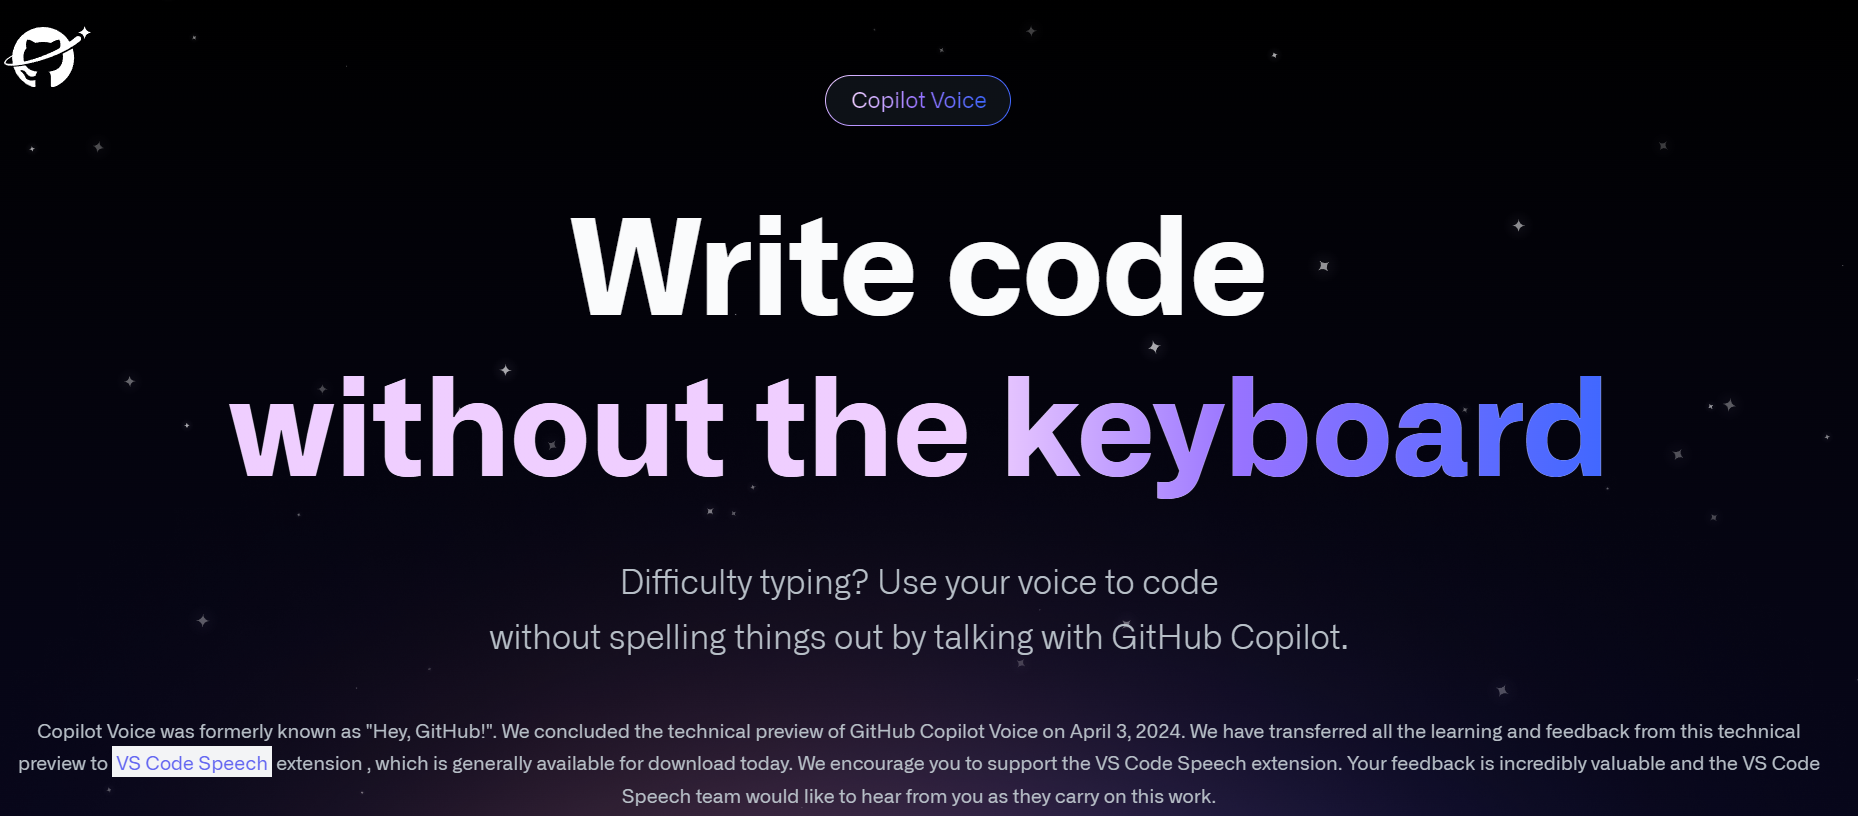 Copilot Voice
Write code
without the keyboard
Difficulty typing? Use your voice to code
without spelling things out by talking with GitHub Copilot.
Copilot Voice was formerly known as "Hey, GitHub!". We concluded the technical preview of GitHub Copilot Voice on April 3, 2024. We have transferred all the learning and feedback from this technical
preview to VS Code Speech extension , which is generally available for download today. We encourage you to support the VS Code Speech extension. Your feedback is incredibly valuable and the VS Code
Speech team would like to hear from you as they carry on this work.